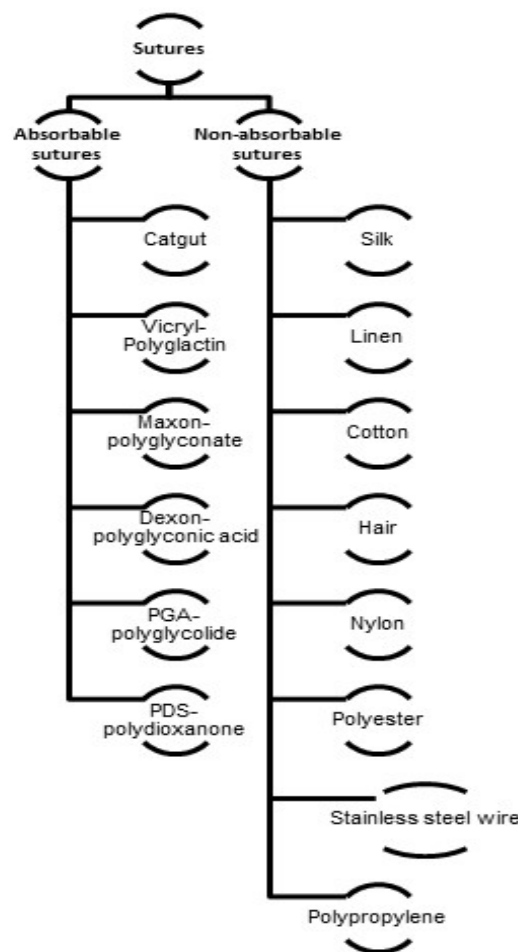 Sutures
Absorbable
sutures
Non-absorbable
sutures
Catgut
Vicryl-
Polyglactin
Maxon-
polyglyconate
Dexon-
polyglyconic acid
PGA-
polyglycolide
PDS-
polydioxanone
Silk
Linen
Cotton
Hair
Nylon
Polyester
Stainless steel wire
Polypropylene